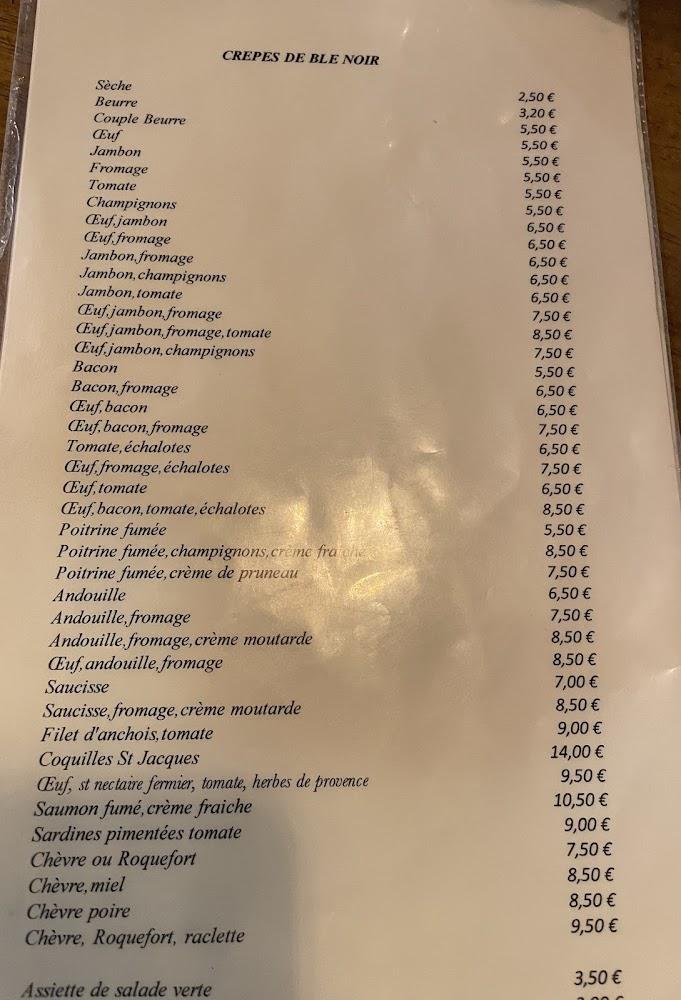 CREPES DE BLE NOIR
Sèche 2,50 €
Beurre 3,20 €
Couple Beurre 5,50 €
Œuf 5,50 €
Jambon 5,50 €
Fromage 5,50 €
Tomate 5,50 €
Champignons 5,50 €
Œuf,jambon 6,50 €
Œuf,fromage 6,50 €
Jambon,fromage 6,50 €
Jambon,champignons 6,50 €
Jambon,tomate 6,50 €
Œuf,jambon,fromage 7,50 €
Œuf,jambon,fromage,tomate 8,50 €
Œuf,jambon,champignons 7,50 €
Bacon 5,50 €
Bacon,fromage 6,50 €
Œuf,bacon 6,50 €
Œuf,bacon,fromage 7,50 €
Tomate,échalotes 6,50 €
Œuf,fromage,échalotes 7,50 €
Œuf,tomate 6,50 €
Œuf,bacon,tomate,échalotes 8,50 €
Poitrine fumée 5,50 €
Poitrine fumée,champignons,crème fraiche 8,50 €
Poitrine fumée,crème de pruneau 7,50 €
Andouille 6,50 €
Andouille,fromage 7,50 €
Andouille,fromage,crème moutarde 8,50 €
Œuf,andouille,fromage 8,50 €
Saucisse 7,00 €
Saucisse,fromage,crème moutarde 8,50 €
Filet d'anchois,tomate 9,00 €
Coquilles St Jacques 14,00 €
Œuf, st nectaire fermier, tomate, herbes de provence 9,50 €
Saumon fumé,crème fraiche 10,50 €
Sardines pimentées tomate 9,00 €
Chèvre ou Roquefort 7,50 €
Chèvre,miel 8,50 €
Chèvre poire 8,50 €
Chèvre, Roquefort, raclette 9,50 €
Assiette de salade verte 3,50 €